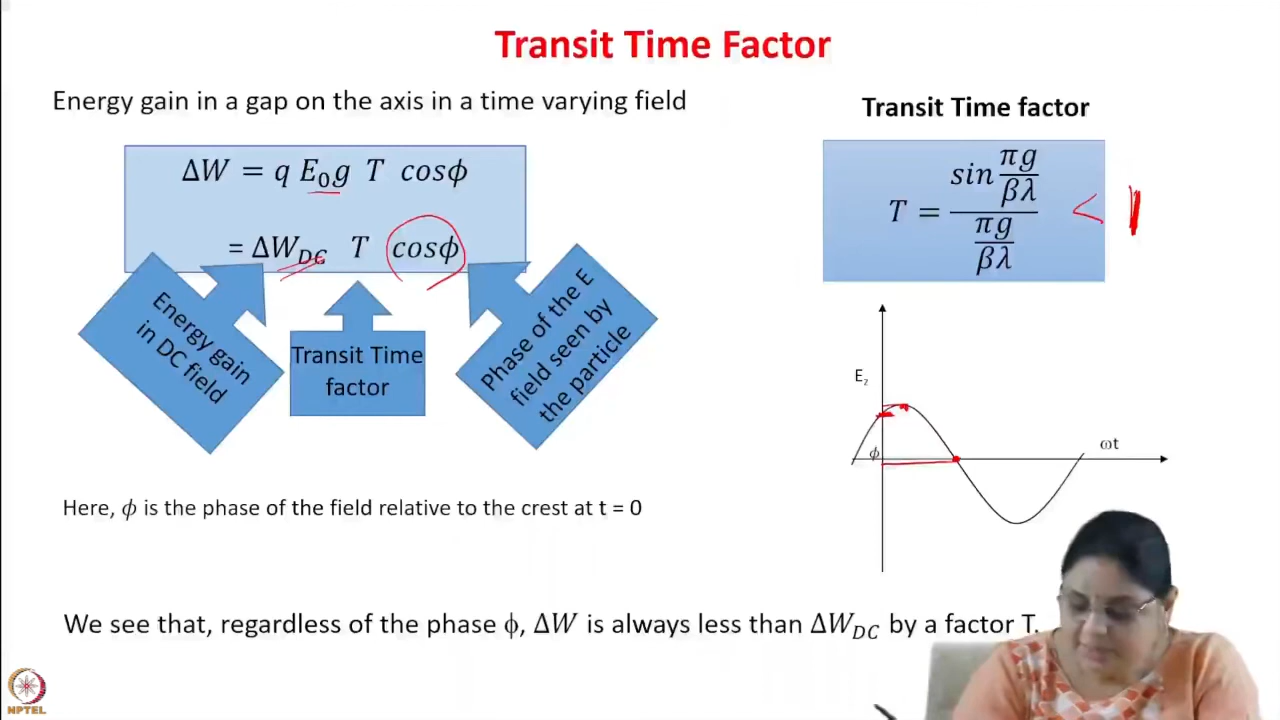 Transit Time Factor
Energy gain in a gap on the axis in a time varying field
ΔW = q E₀g T cosϕ
= ΔW_DC T cosϕ
Energy gain
in DC field
Transit Time
factor
Phase of the E
field seen by
the particle
Here, ϕ is the phase of the field relative to the crest at t = 0
Transit Time factor
T = sin(πg/βλ) / (πg/βλ) < 1
E_z
ϕ
ωt
We see that, regardless of the phase ϕ, ΔW is always less than ΔW_DC by a factor T.
NPTEL